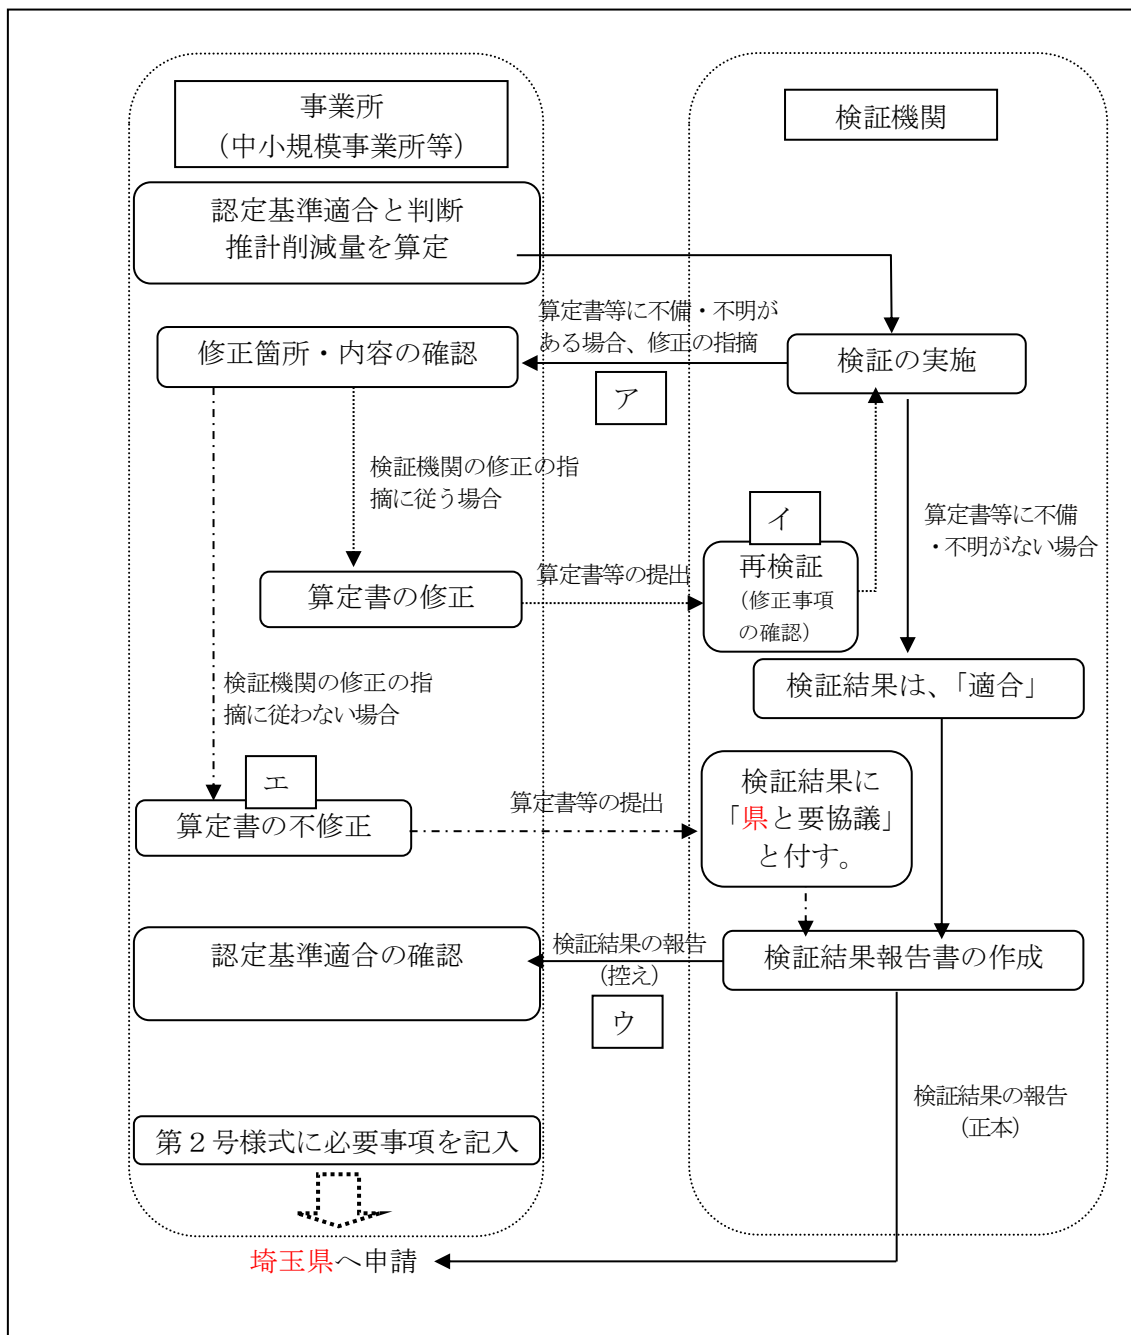 事業所
（中小規模事業所等）
検証機関
認定基準適合と判断
推計削減量を算定
算定書等に不備・不明が
ある場合、修正の指摘
修正箇所・内容の確認
検証の実施
ア
検証機関の修正の指
摘に従う場合
イ
算定書等に不備
・不明がない場合
再検証
（修正事項
の確認）
算定書等の提出
算定書の修正
検証機関の修正の指
摘に従わない場合
検証結果は、「適合」
エ
算定書の不修正
算定書等の提出
検証結果に
「県と要協議」
と付す。
認定基準適合の確認
検証結果の報告
（控え）
検証結果報告書の作成
ウ
検証結果の報告
（正本）
第２号様式に必要事項を記入
埼玉県へ申請